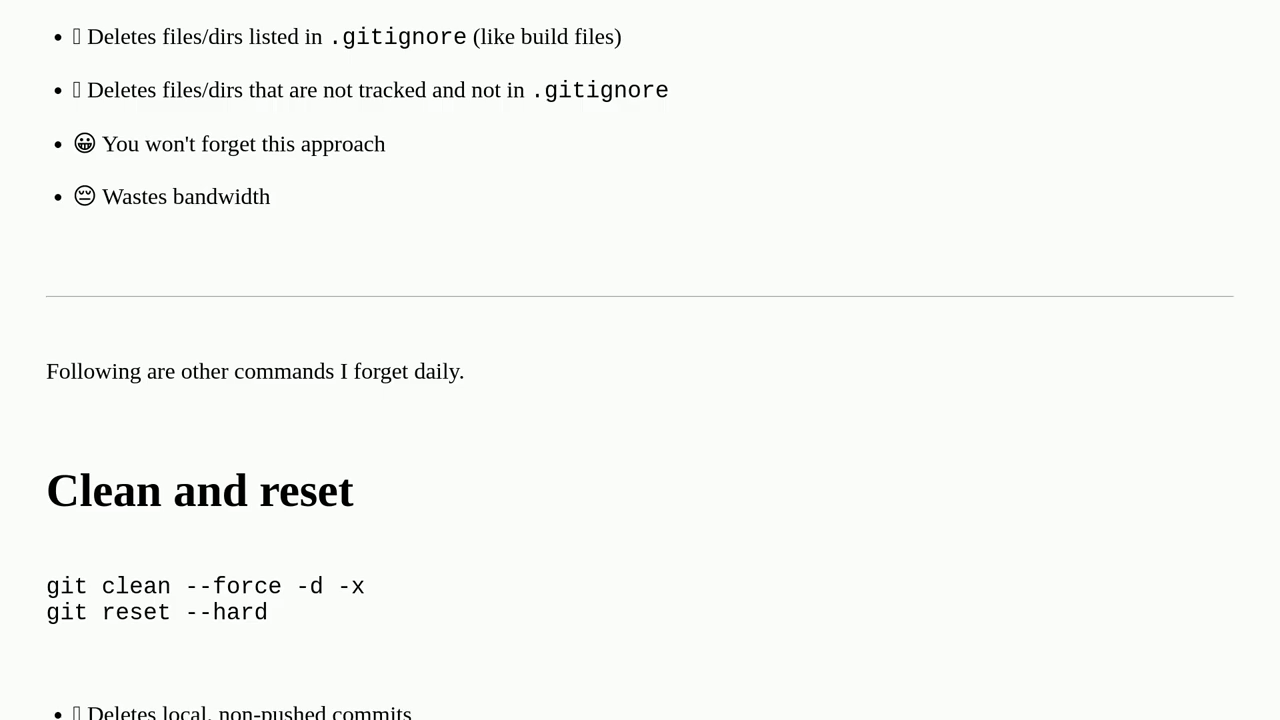 Deletes files/dirs listed in .gitignore (like build files)
Deletes files/dirs that are not tracked and not in .gitignore
😀 You won't forget this approach
😔 Wastes bandwidth
Following are other commands I forget daily.
Clean and reset
git clean --force -d -x
git reset --hard
Deletes local, non-pushed commits